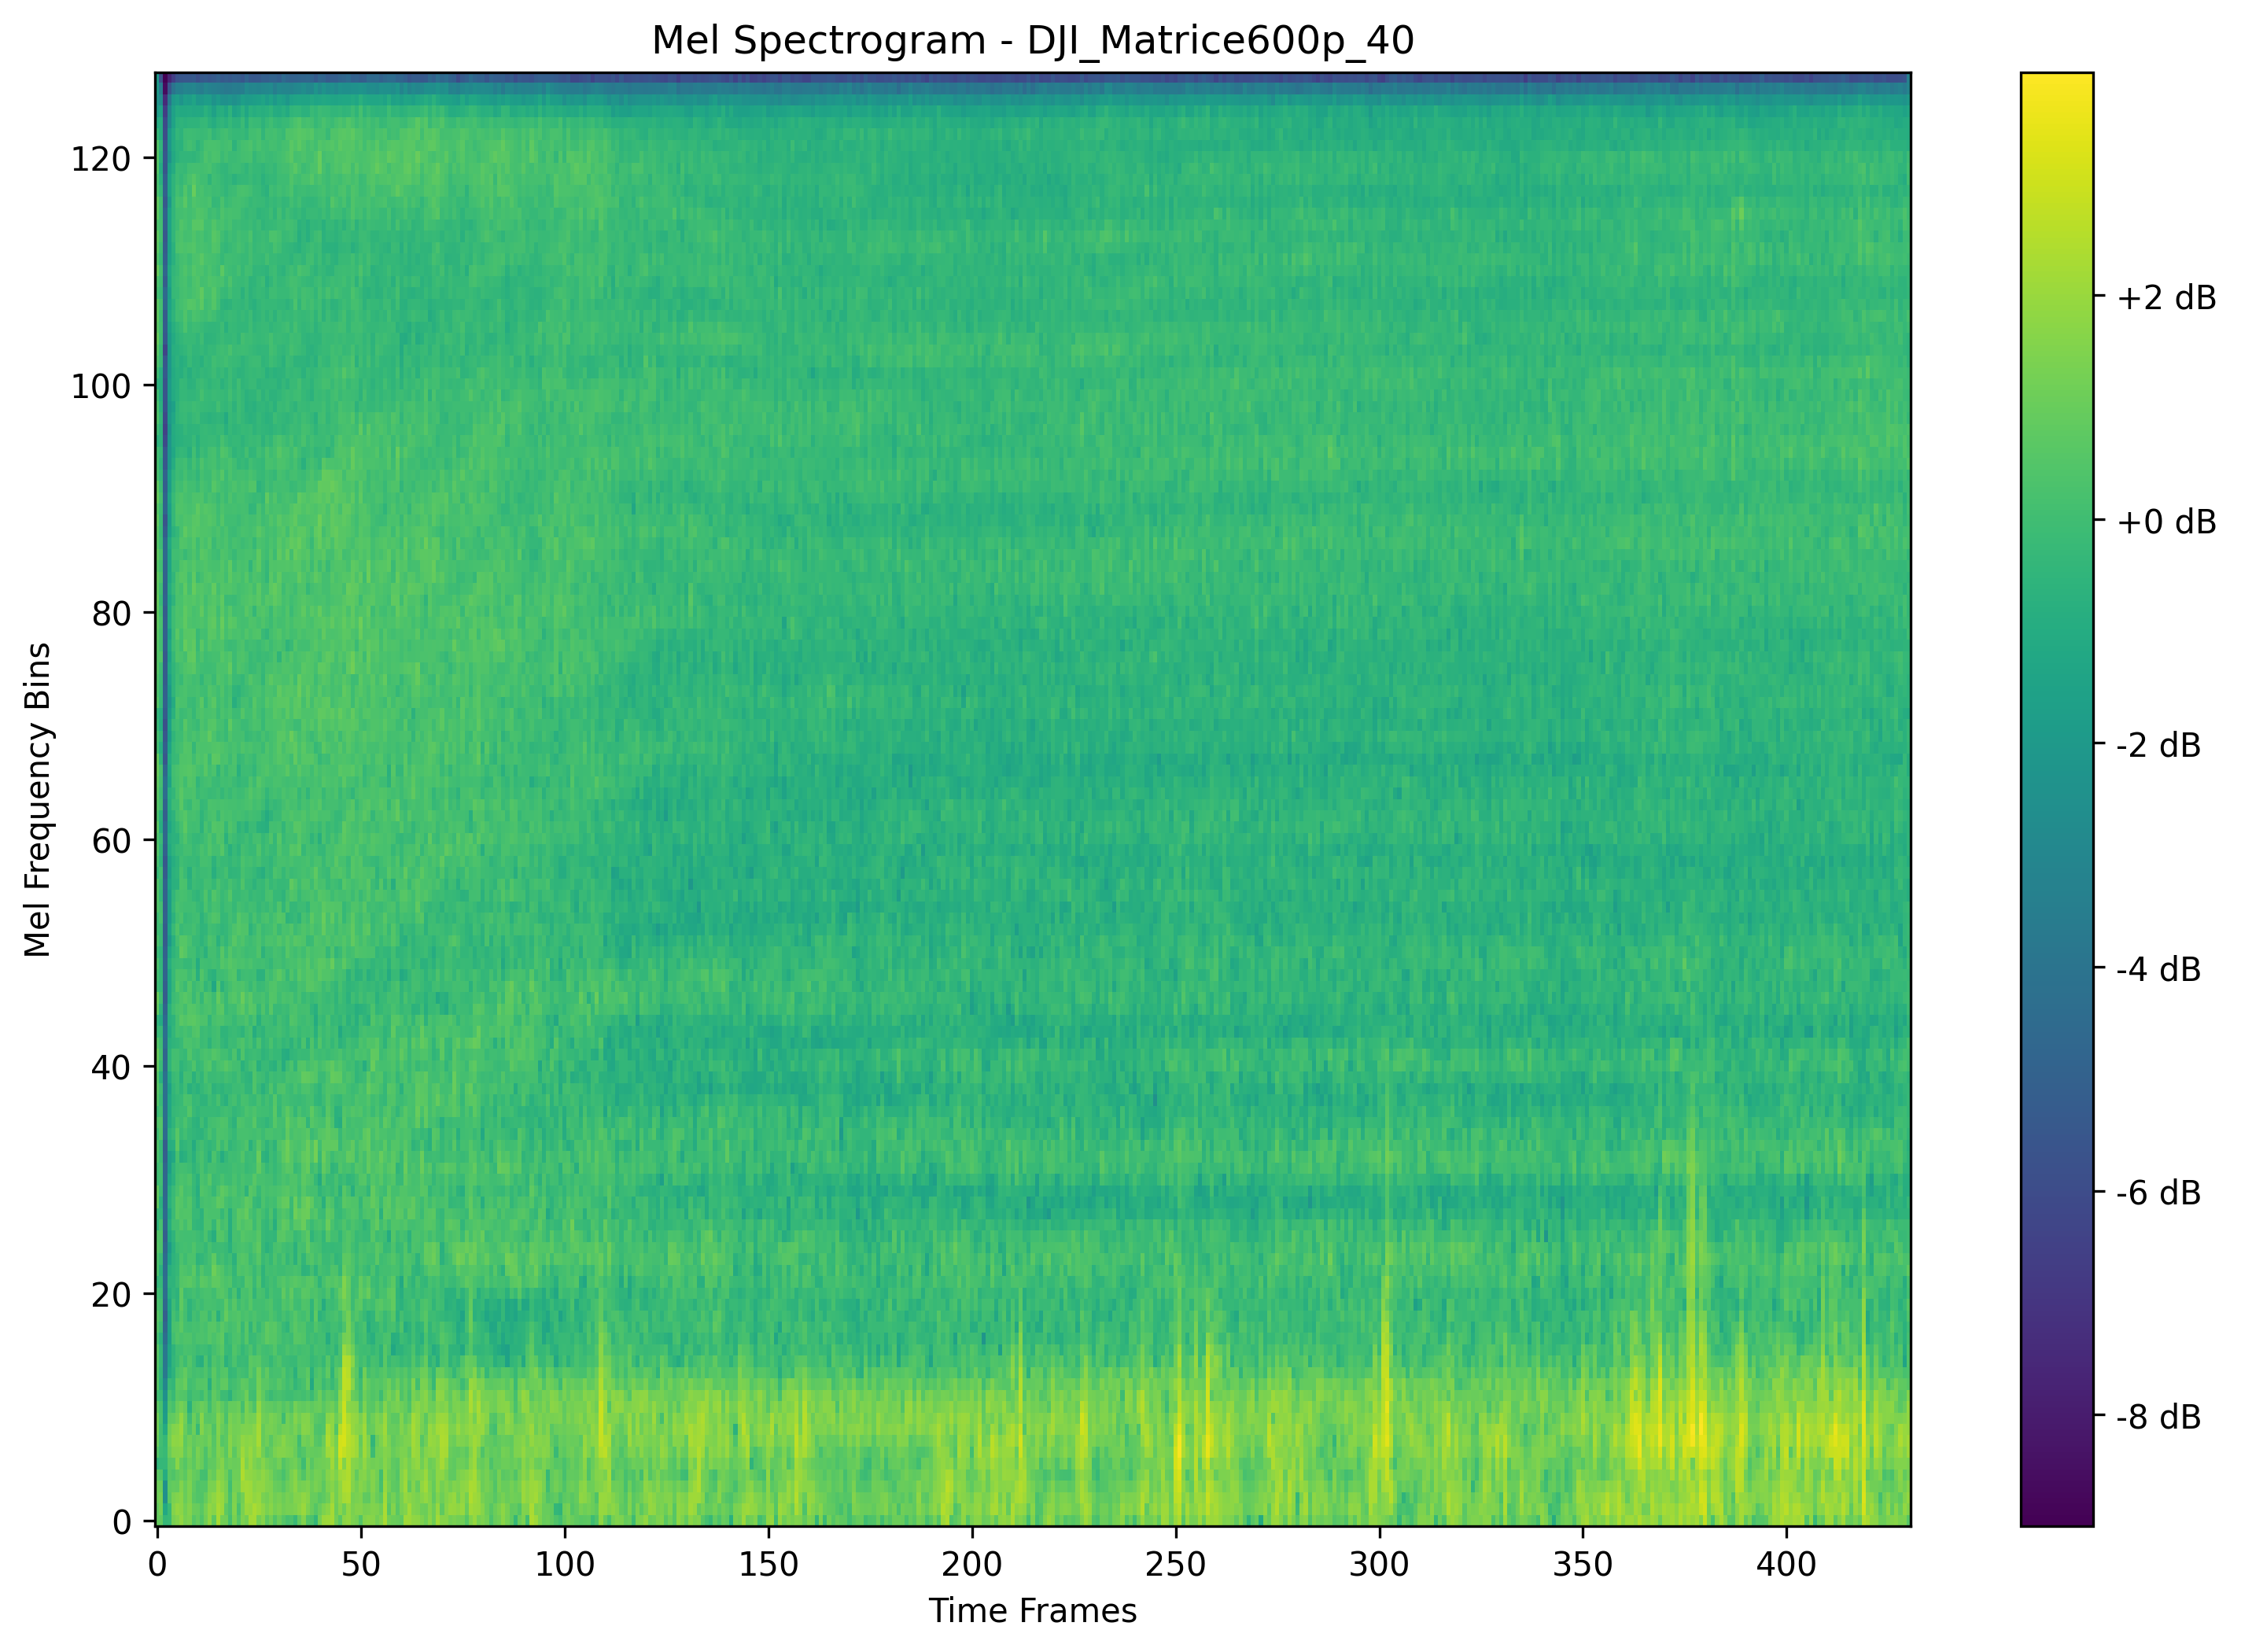 Mel Spectrogram - DJI_Matrice600p_40
Mel Frequency Bins
120
100
80
60
40
20
0
0 50 100 150 200 250 300 350 400
Time Frames
+2 dB
+0 dB
-2 dB
-4 dB
-6 dB
-8 dB